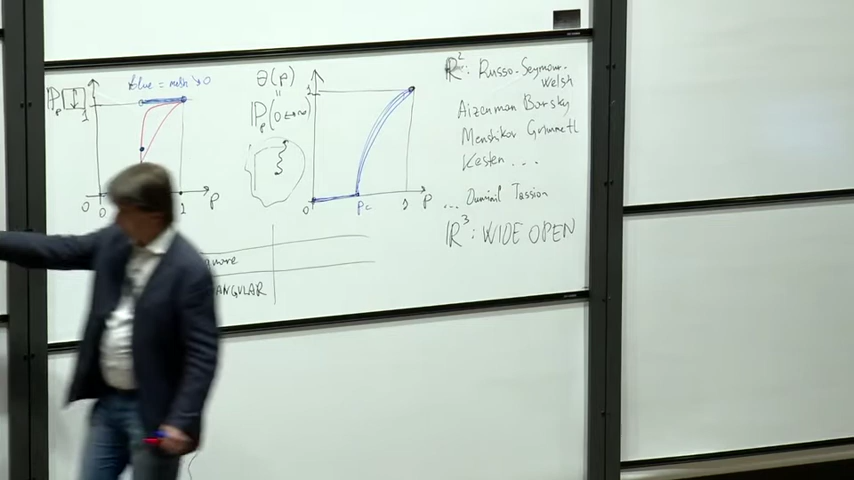 blue = mesh ↘ 0
ℙp [↓]
1
0
0
1
p
θ(p)
=
ℙp(0 ↔ ∞)
1
0
pc
1
p
ANGULAR
ℝ²: Russo-Seymour-
Welsh
Aizenman Barsky
Menshikov Grimmett
Kesten ...
... Duminil Tassion
ℝ³: WIDE OPEN